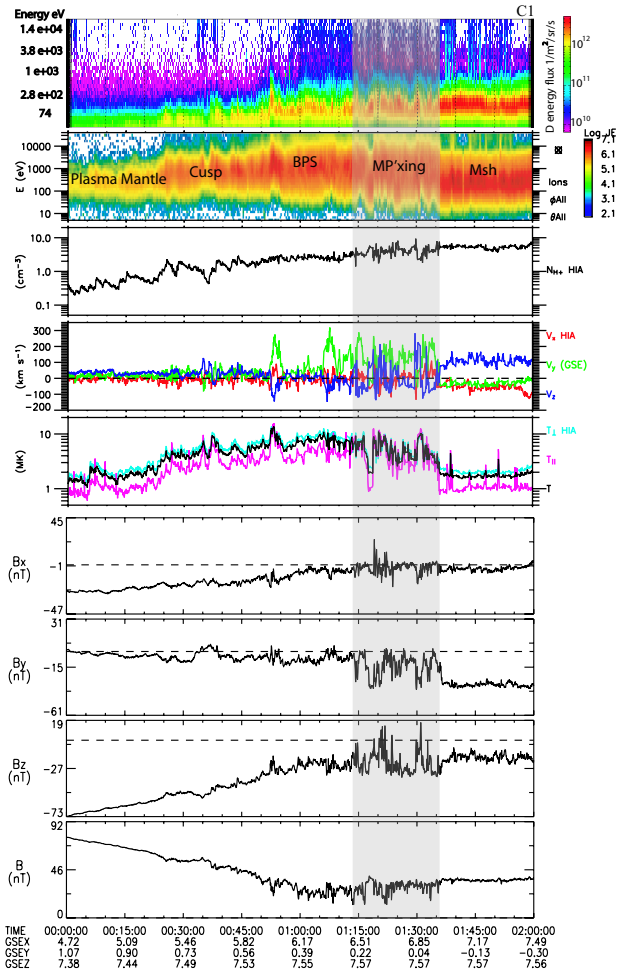 Energy eV
C1
1.4e+04
3.8e+03
1e+03
2.8e+02
74
D energy flux 1/m²/sr/s
10¹²
10¹¹
10¹⁰
E (eV)
10000
1000
100
10
Plasma Mantle
Cusp
BPS
MP'xing
Msh
Ions
φAll
θAll
Log JE
7.1
6.1
5.1
4.1
3.1
2.1
(cm⁻³)
10.0
1.0
0.1
N_H+ HIA
(km s⁻¹)
300
200
100
0
−100
−200
Vx HIA
Vy (GSE)
Vz
(MK)
10
1
T⊥ HIA
T||
T
Bx
(nT)
45
−1
−47
By
(nT)
31
−15
−61
Bz
(nT)
19
−27
−73
B
(nT)
92
46
0
TIME 00:00:00 00:15:00 00:30:00 00:45:00 01:00:00 01:15:00 01:30:00 01:45:00 02:00:00
GSEX 4.72 5.09 5.46 5.82 6.17 6.51 6.85 7.17 7.49
GSEY 1.07 0.90 0.73 0.56 0.39 0.22 0.04 −0.13 −0.30
GSEZ 7.38 7.44 7.49 7.53 7.55 7.57 7.57 7.57 7.56